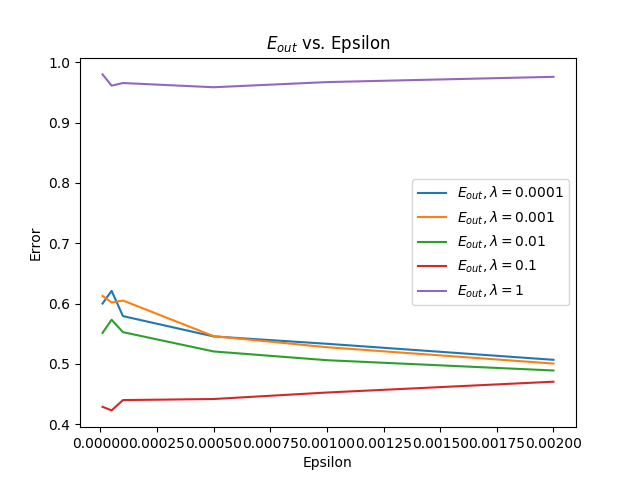 E_out vs. Epsilon
1.0
0.9
0.8
0.7
0.6
0.5
0.4
Error
E_out, λ = 0.0001
E_out, λ = 0.001
E_out, λ = 0.01
E_out, λ = 0.1
E_out, λ = 1
0.00000 0.00025 0.00050 0.00075 0.00100 0.00125 0.00150 0.00175 0.00200
Epsilon